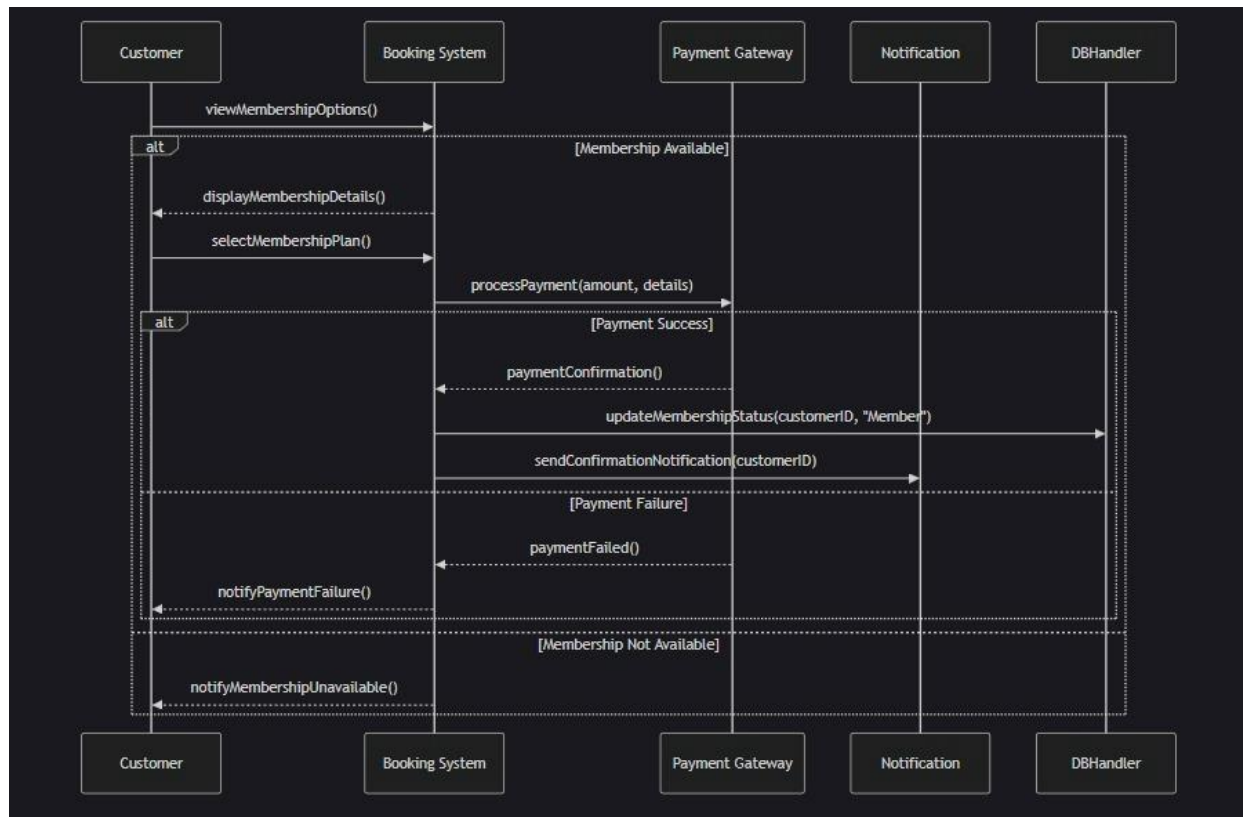 Customer
Booking System
Payment Gateway
Notification
DBHandler
viewMembershipOptions()
alt
[Membership Available]
displayMembershipDetails()
selectMembershipPlan()
processPayment(amount, details)
alt
[Payment Success]
paymentConfirmation()
updateMembershipStatus(customerID, "Member")
sendConfirmationNotification(customerID)
[Payment Failure]
paymentFailed()
notifyPaymentFailure()
[Membership Not Available]
notifyMembershipUnavailable()
Customer
Booking System
Payment Gateway
Notification
DBHandler